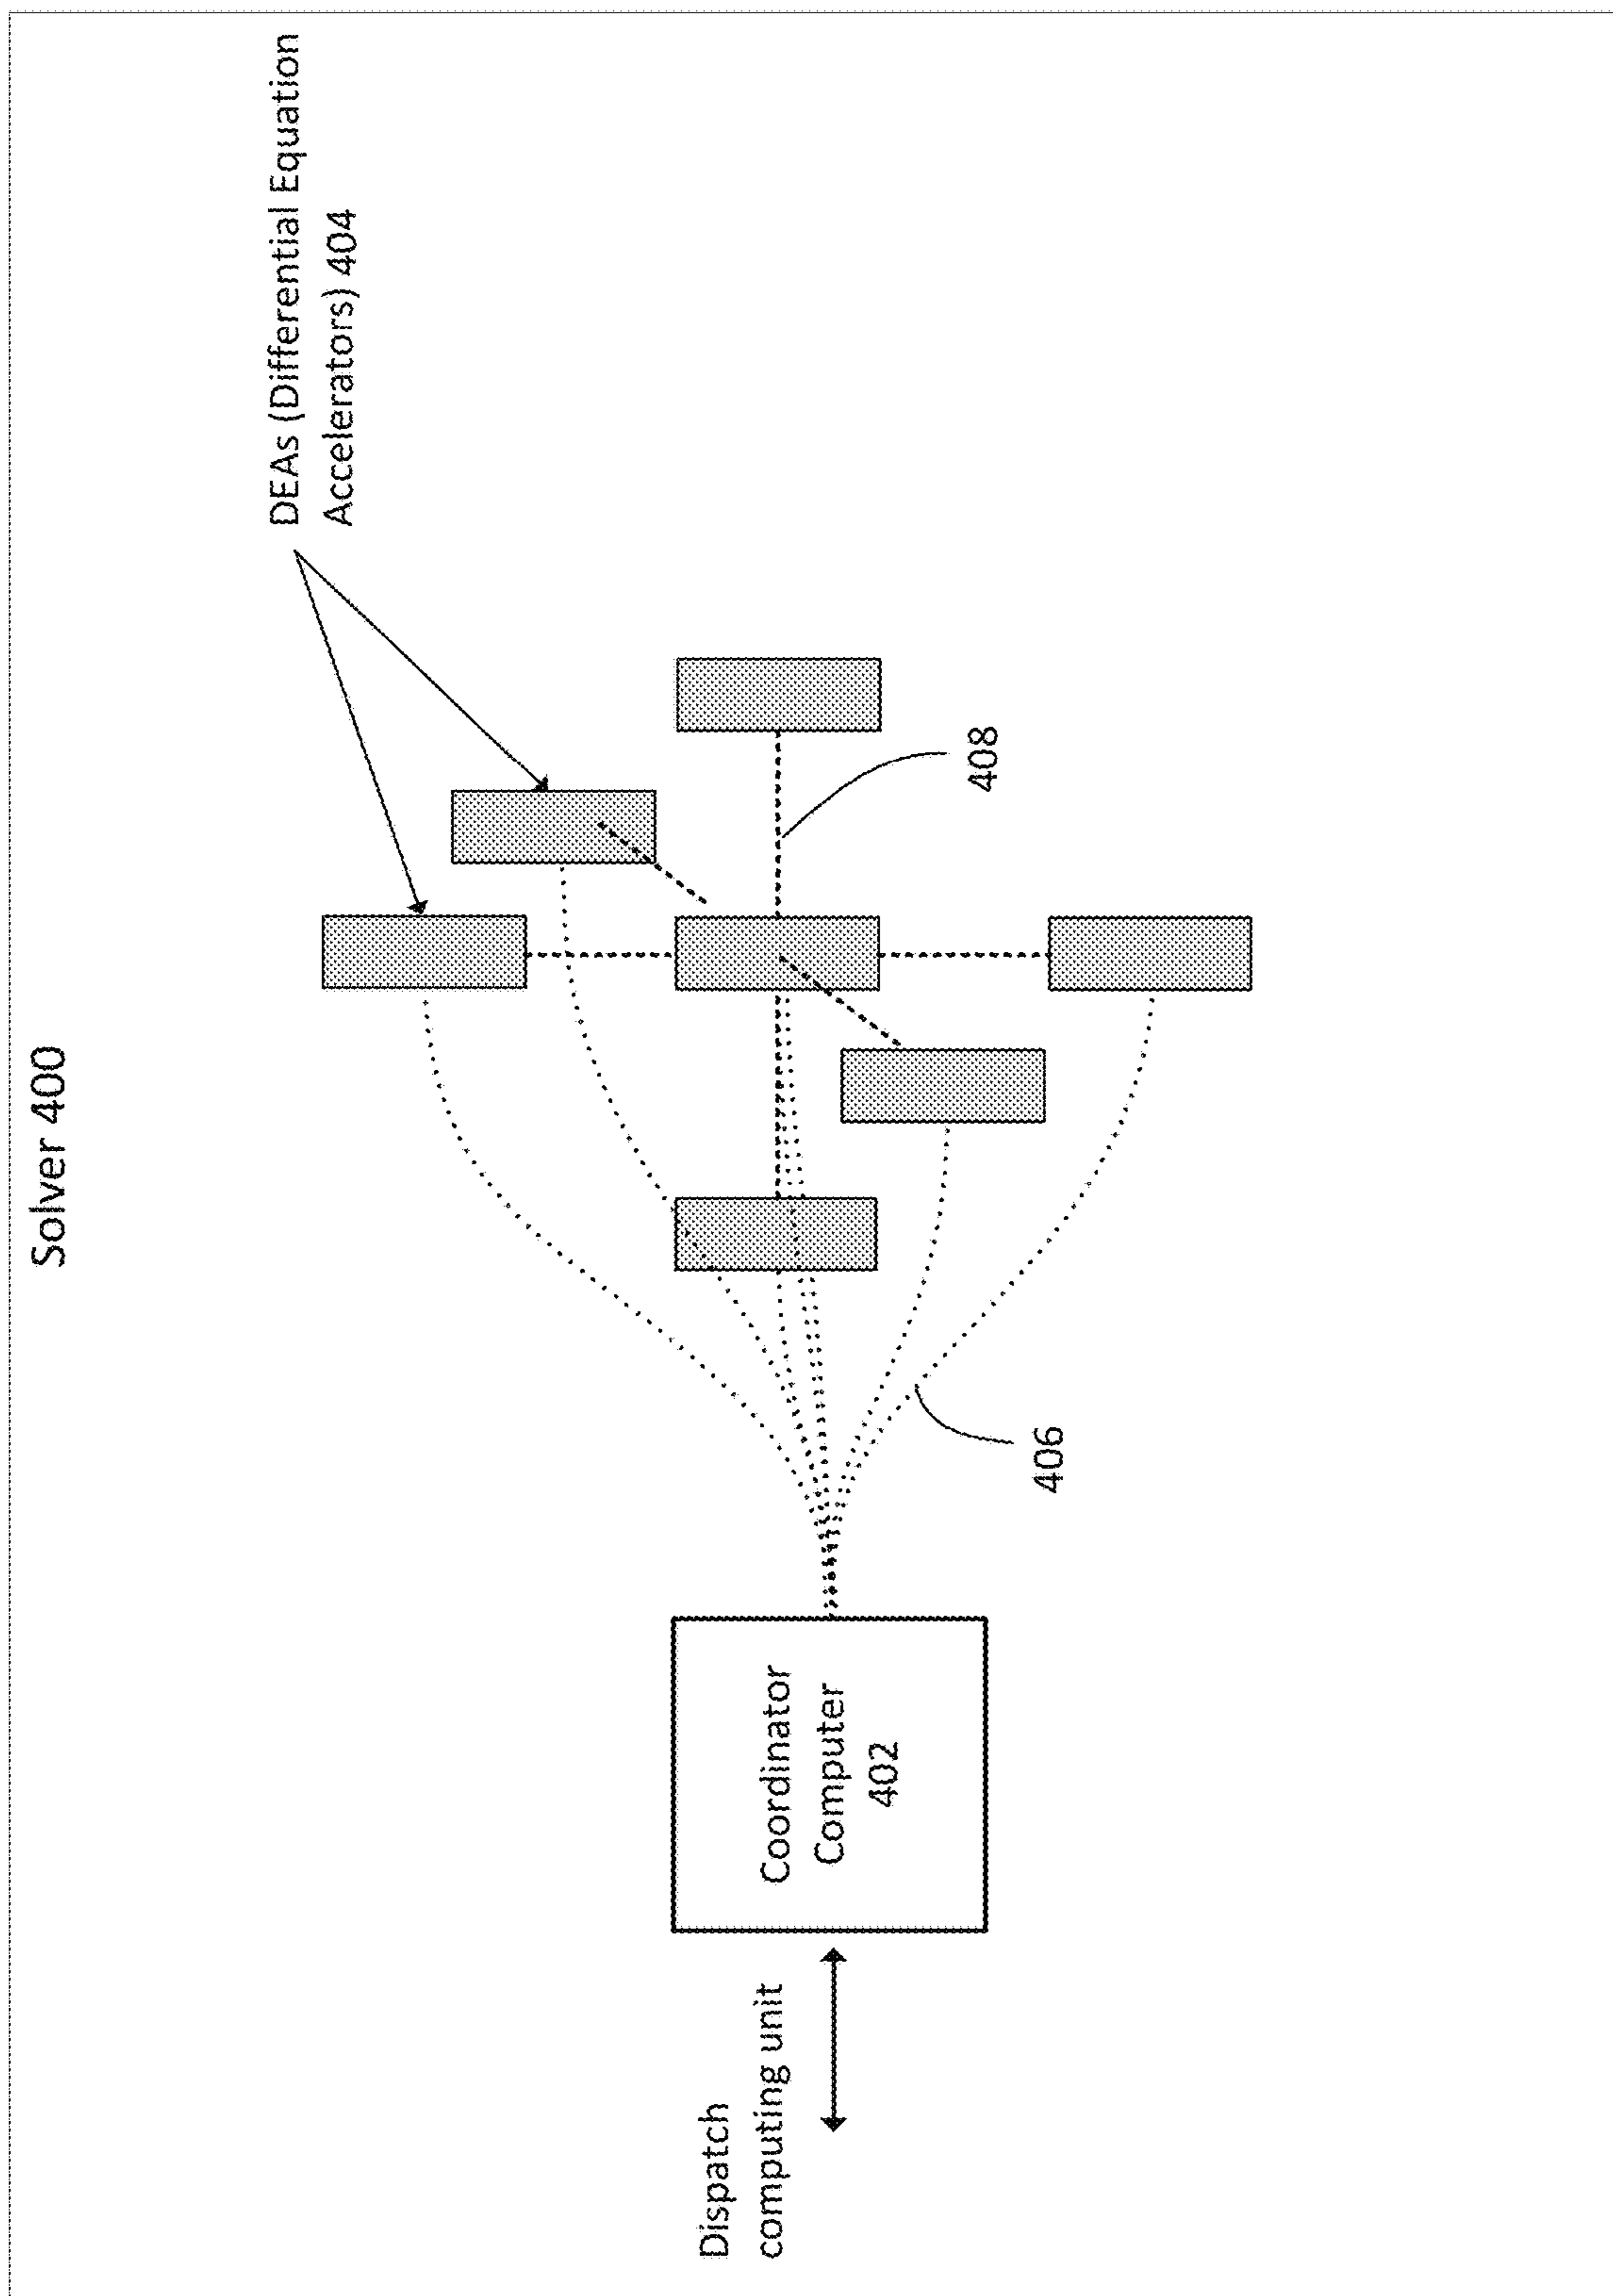 Solver 400
DEAs (Differential Equation
Accelerators) 404
Dispatch
computing unit
Coordinator
Computer
402
406
408